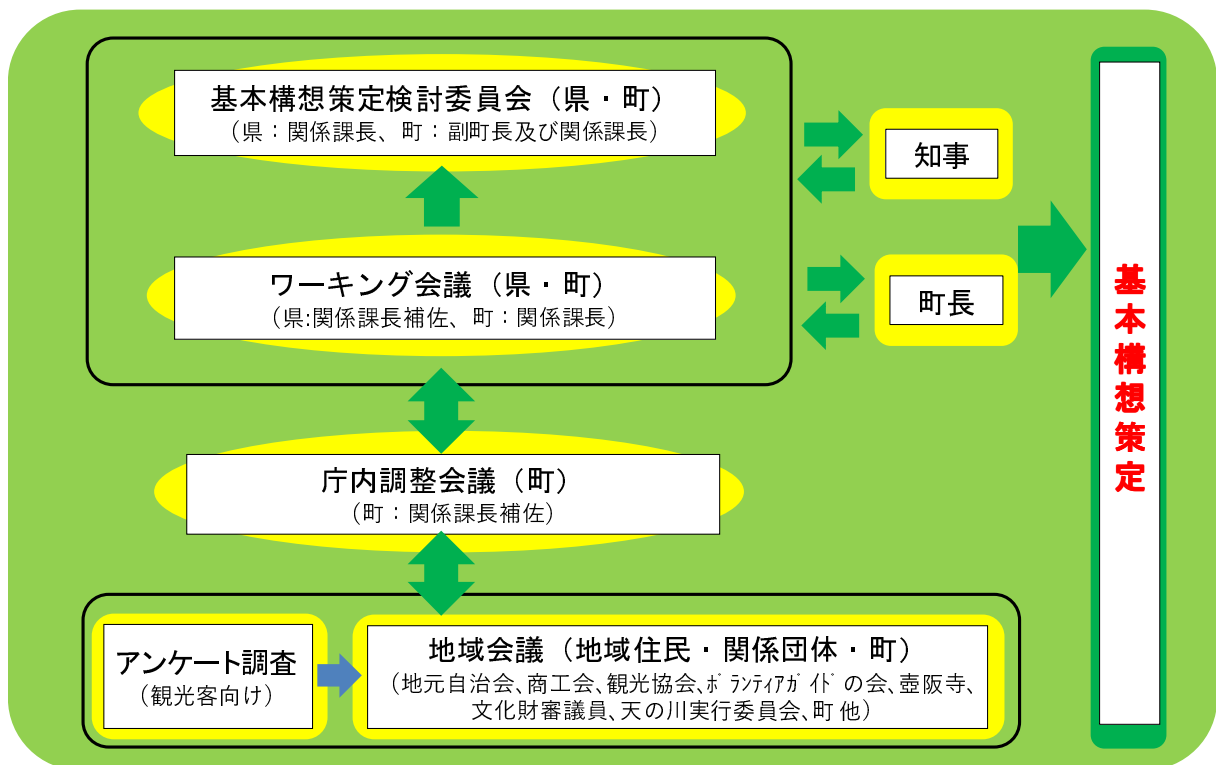 基本構想策定検討委員会（県・町）
（県：関係課長、町：副町長及び関係課長）
知事
ワーキング会議（県・町）
（県:関係課長補佐、町：関係課長）
町長
基本構想策定
庁内調整会議（町）
（町：関係課長補佐）
アンケート調査
（観光客向け）
地域会議（地域住民・関係団体・町）
（地元自治会、商工会、観光協会、ﾎﾞﾗﾝﾃｨｱｶﾞｲﾄﾞの会、壺阪寺、
文化財審議員、天の川実行委員会、町他）